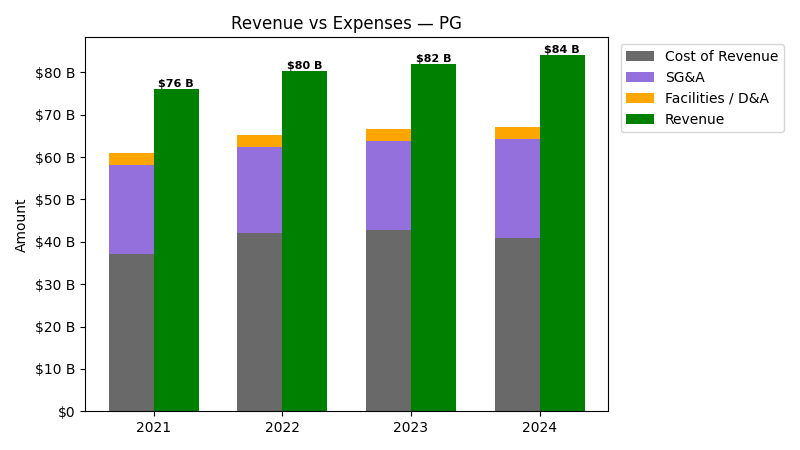 Revenue vs Expenses — PG
Cost of Revenue
SG&A
Facilities / D&A
Revenue
$76 B
$80 B
$82 B
$84 B
Amount
$80 B
$70 B
$60 B
$50 B
$40 B
$30 B
$20 B
$10 B
$0
2021
2022
2023
2024